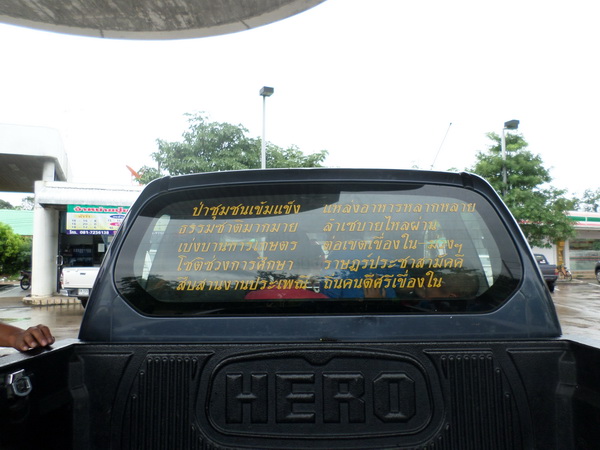 ป่าชุมชนเข้มแข็ง แหล่งอาหารหลากหลาย
ธรรมชาติมากมาย ลำเซบายไหลผ่าน
เบ่งบานการเกษตร ต่อเขตเขื่องใน
โชติช่วงการศึกษา ราษฎร์ประชาสามัคคี
สืบสานงานประเพณี ถิ่นคนดีศรีเขื่องใน
HERO